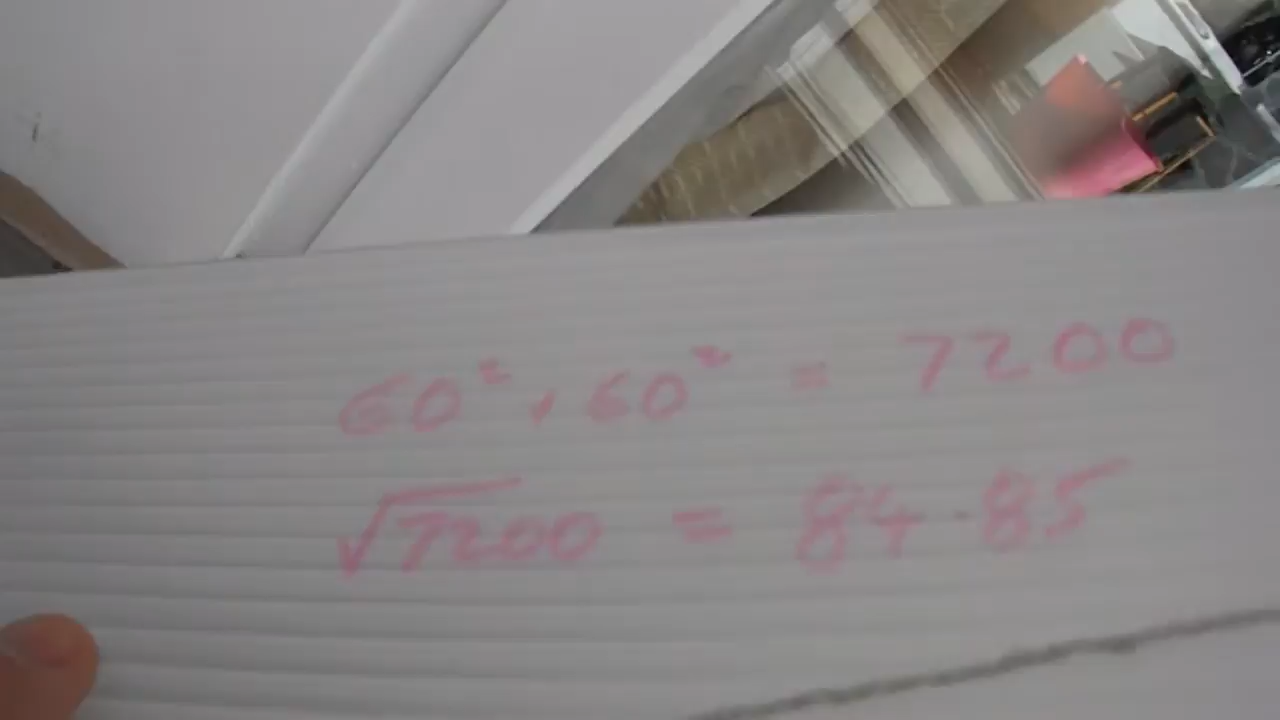 60² + 60² = 7200
√7200 = 84.85